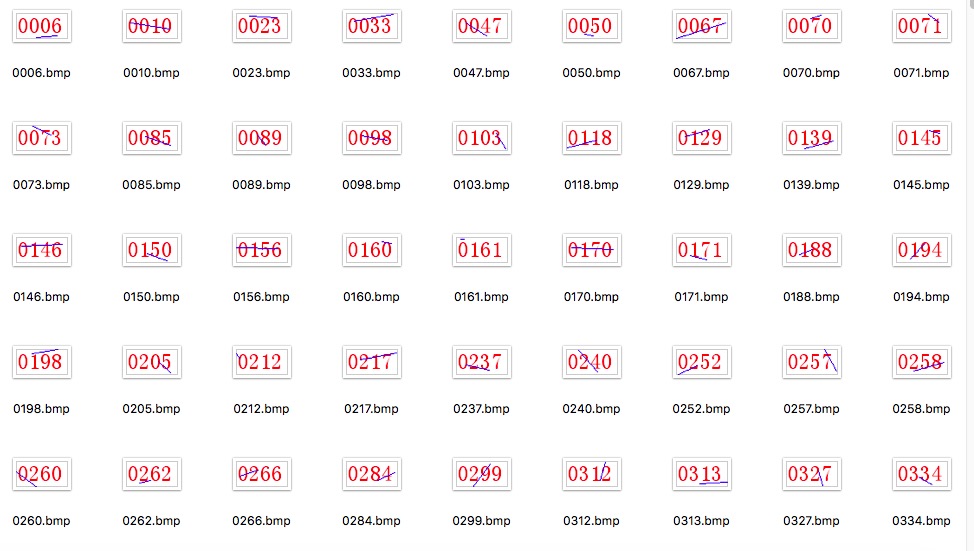 0006 0010 0023 0033 0047 0050 0067 0070 0071
0006.bmp 0010.bmp 0023.bmp 0033.bmp 0047.bmp 0050.bmp 0067.bmp 0070.bmp 0071.bmp
0073 0085 0089 0098 0103 0118 0129 0139 0145
0073.bmp 0085.bmp 0089.bmp 0098.bmp 0103.bmp 0118.bmp 0129.bmp 0139.bmp 0145.bmp
0146 0150 0156 0160 0161 0170 0171 0188 0194
0146.bmp 0150.bmp 0156.bmp 0160.bmp 0161.bmp 0170.bmp 0171.bmp 0188.bmp 0194.bmp
0198 0205 0212 0217 0237 0240 0252 0257 0258
0198.bmp 0205.bmp 0212.bmp 0217.bmp 0237.bmp 0240.bmp 0252.bmp 0257.bmp 0258.bmp
0260 0262 0266 0284 0299 0312 0313 0327 0334
0260.bmp 0262.bmp 0266.bmp 0284.bmp 0299.bmp 0312.bmp 0313.bmp 0327.bmp 0334.bmp